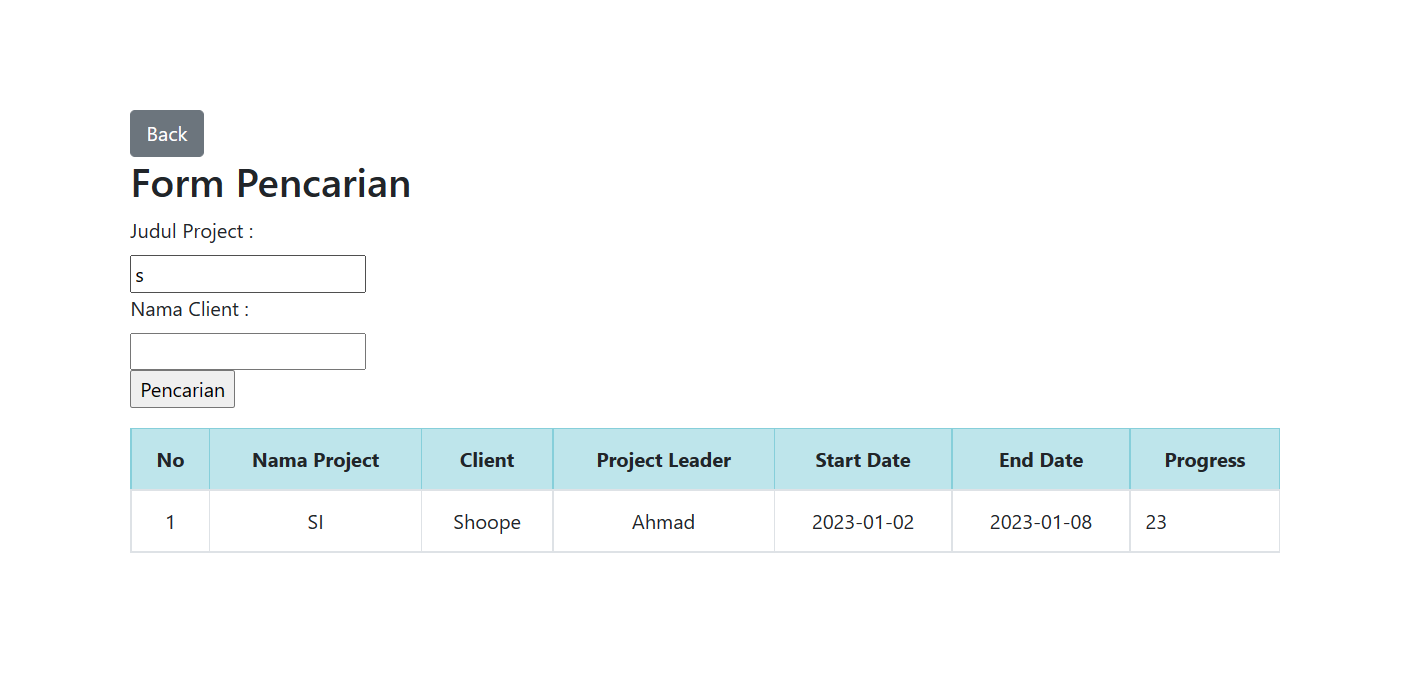 Back
Form Pencarian
Judul Project :
s
Nama Client :
Pencarian
No Nama Project Client Project Leader Start Date End Date Progress
1 SI Shoope Ahmad 2023-01-02 2023-01-08 23